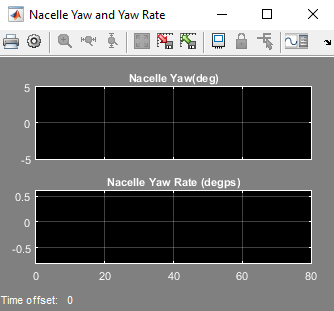 Nacelle Yaw and Yaw Rate
Nacelle Yaw(deg)
5
0
-5
Nacelle Yaw Rate (degps)
0.5
0
-0.5
0 20 40 60 80
Time offset: 0